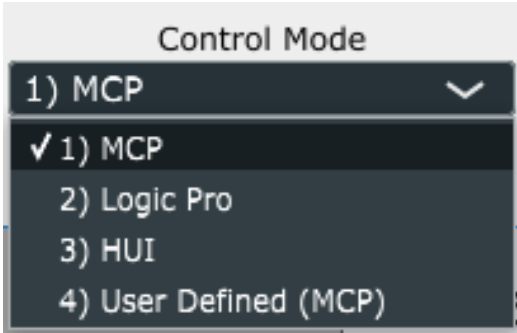 Control Mode
1) MCP
✓ 1) MCP
2) Logic Pro
3) HUI
4) User Defined (MCP)